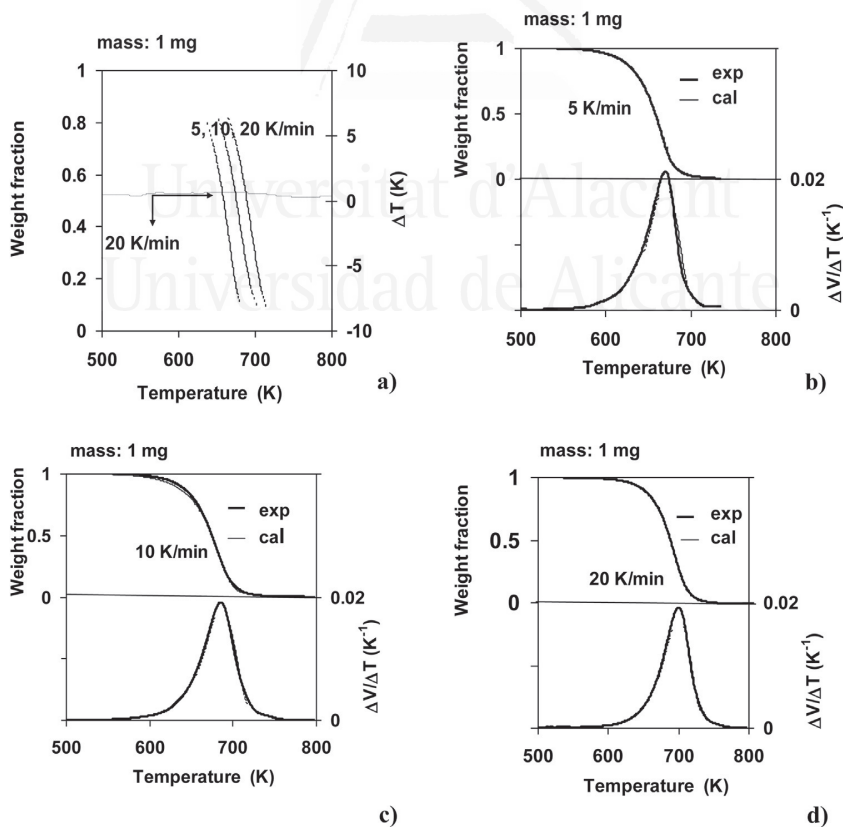 mass: 1 mg
1
0.8
0.6
0.4
0.2
0
Weight fraction
10
5
0
-5
-10
ΔT (K)
5, 10, 20 K/min
20 K/min
500 600 700 800
Temperature (K)
a)
mass: 1 mg
1
0.5
0
Weight fraction
exp
cal
5 K/min
0.02
0
ΔV/ΔT (K⁻¹)
500 600 700 800
Temperature (K)
b)
Universitat d'Alacant
Universidad de Alicante
mass: 1 mg
1
0.5
0
Weight fraction
exp
cal
10 K/min
0.02
0
ΔV/ΔT (K⁻¹)
500 600 700 800
Temperature (K)
c)
mass: 1 mg
1
0.5
0
Weight fraction
exp
cal
20 K/min
0.02
0
ΔV/ΔT (K⁻¹)
500 600 700 800
Temperature (K)
d)